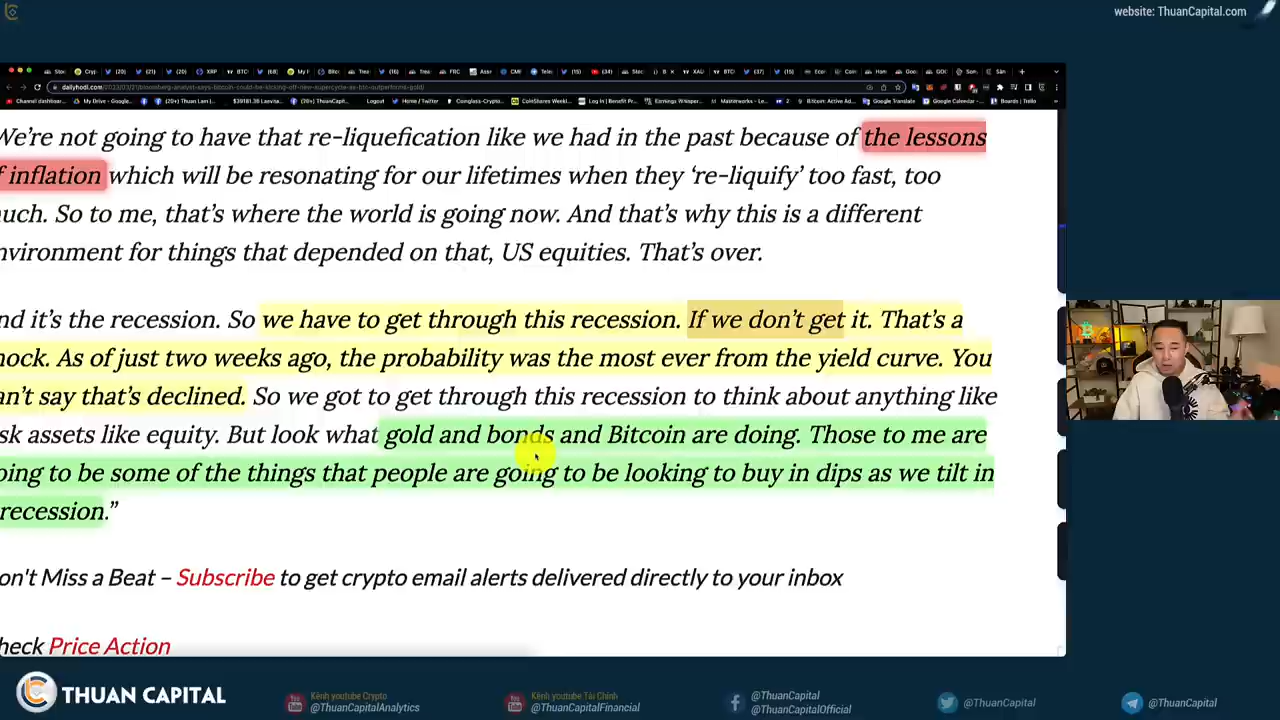 website: ThuanCapital.com
We're not going to have that re-liquefication like we had in the past because of the lessons
inflation which will be resonating for our lifetimes when they ‘re-liquify’ too fast, too
So to me, that’s where the world is going now. And that’s why this is a different
for things that depended on that, US equities. That’s over.
it’s the recession. So we have to get through this recession. If we don’t get it. That’s a
As of just two weeks ago, the probability was the most ever from the yield curve. You
say that’s declined. So we got to get through this recession to think about anything like
assets like equity. But look what gold and bonds and Bitcoin are doing. Those to me are
to be some of the things that people are going to be looking to buy in dips as we tilt in
recession.”
Miss a Beat – Subscribe to get crypto email alerts delivered directly to your inbox
Price Action
THUAN CAPITAL
Kênh youtube Crypto
@ThuanCapitalAnalytics
Kênh youtube Tài Chính
@ThuanCapitalFinancial
@ThuanCapital
@ThuanCapitalOfficial
@ThuanCapital
@ThuanCapital